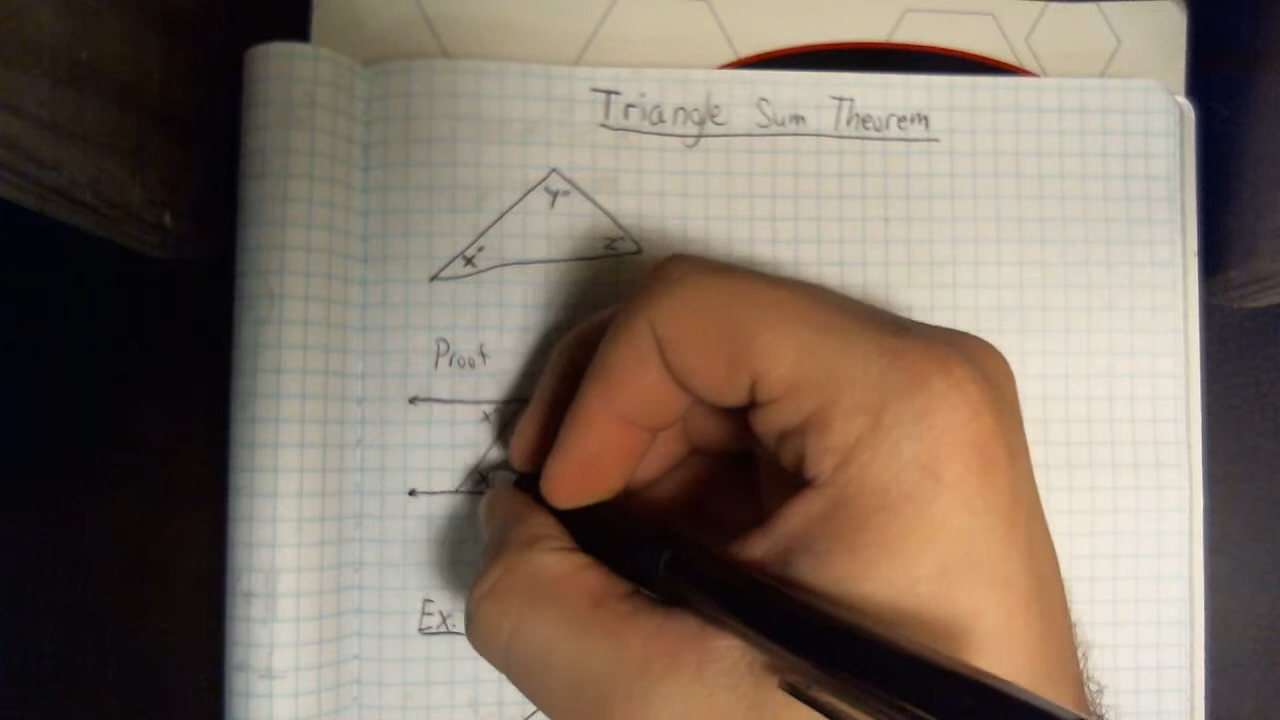 Triangle Sum Theorem
y°
x° z°
Proof
x
x
Ex.